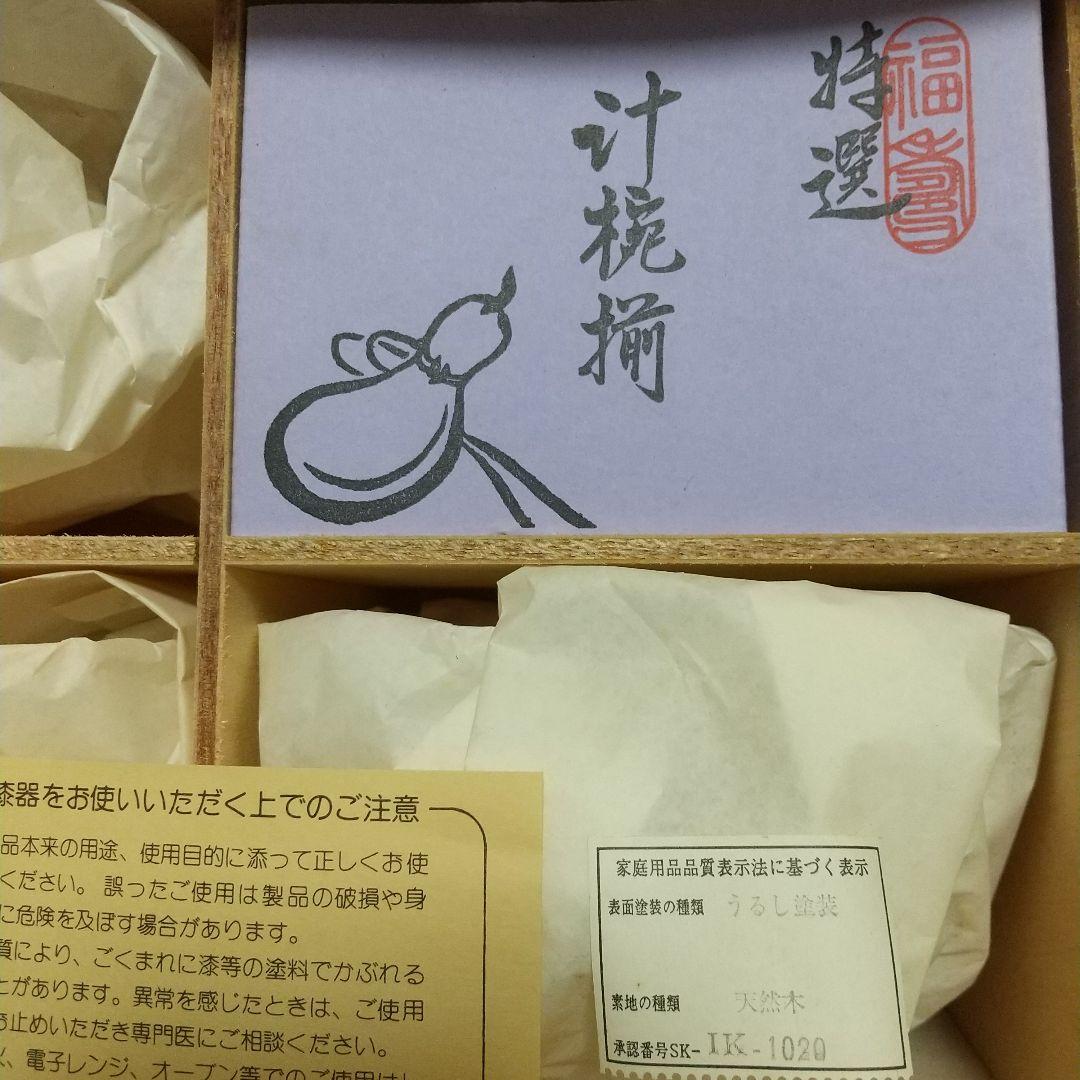 特選
福寿
计椀揃
漆器をお使いいただく上でのご注意
品本来の用途、使用目的に添って正しくお使
ください。誤ったご使用は製品の破損や身
に危険を及ぼす場合があります。
質により、ごくまれに漆等の塗料でかぶれる
とがあります。異常を感じたときは、ご使用
お止めいただき専門医にご相談ください。
、電子レンジ、オーブン等でのご使用は
家庭用品品質表示法に基づく表示
表面塗装の種類 うるし塗装
素地の種類 天然木
承認番号SK-IK-1020